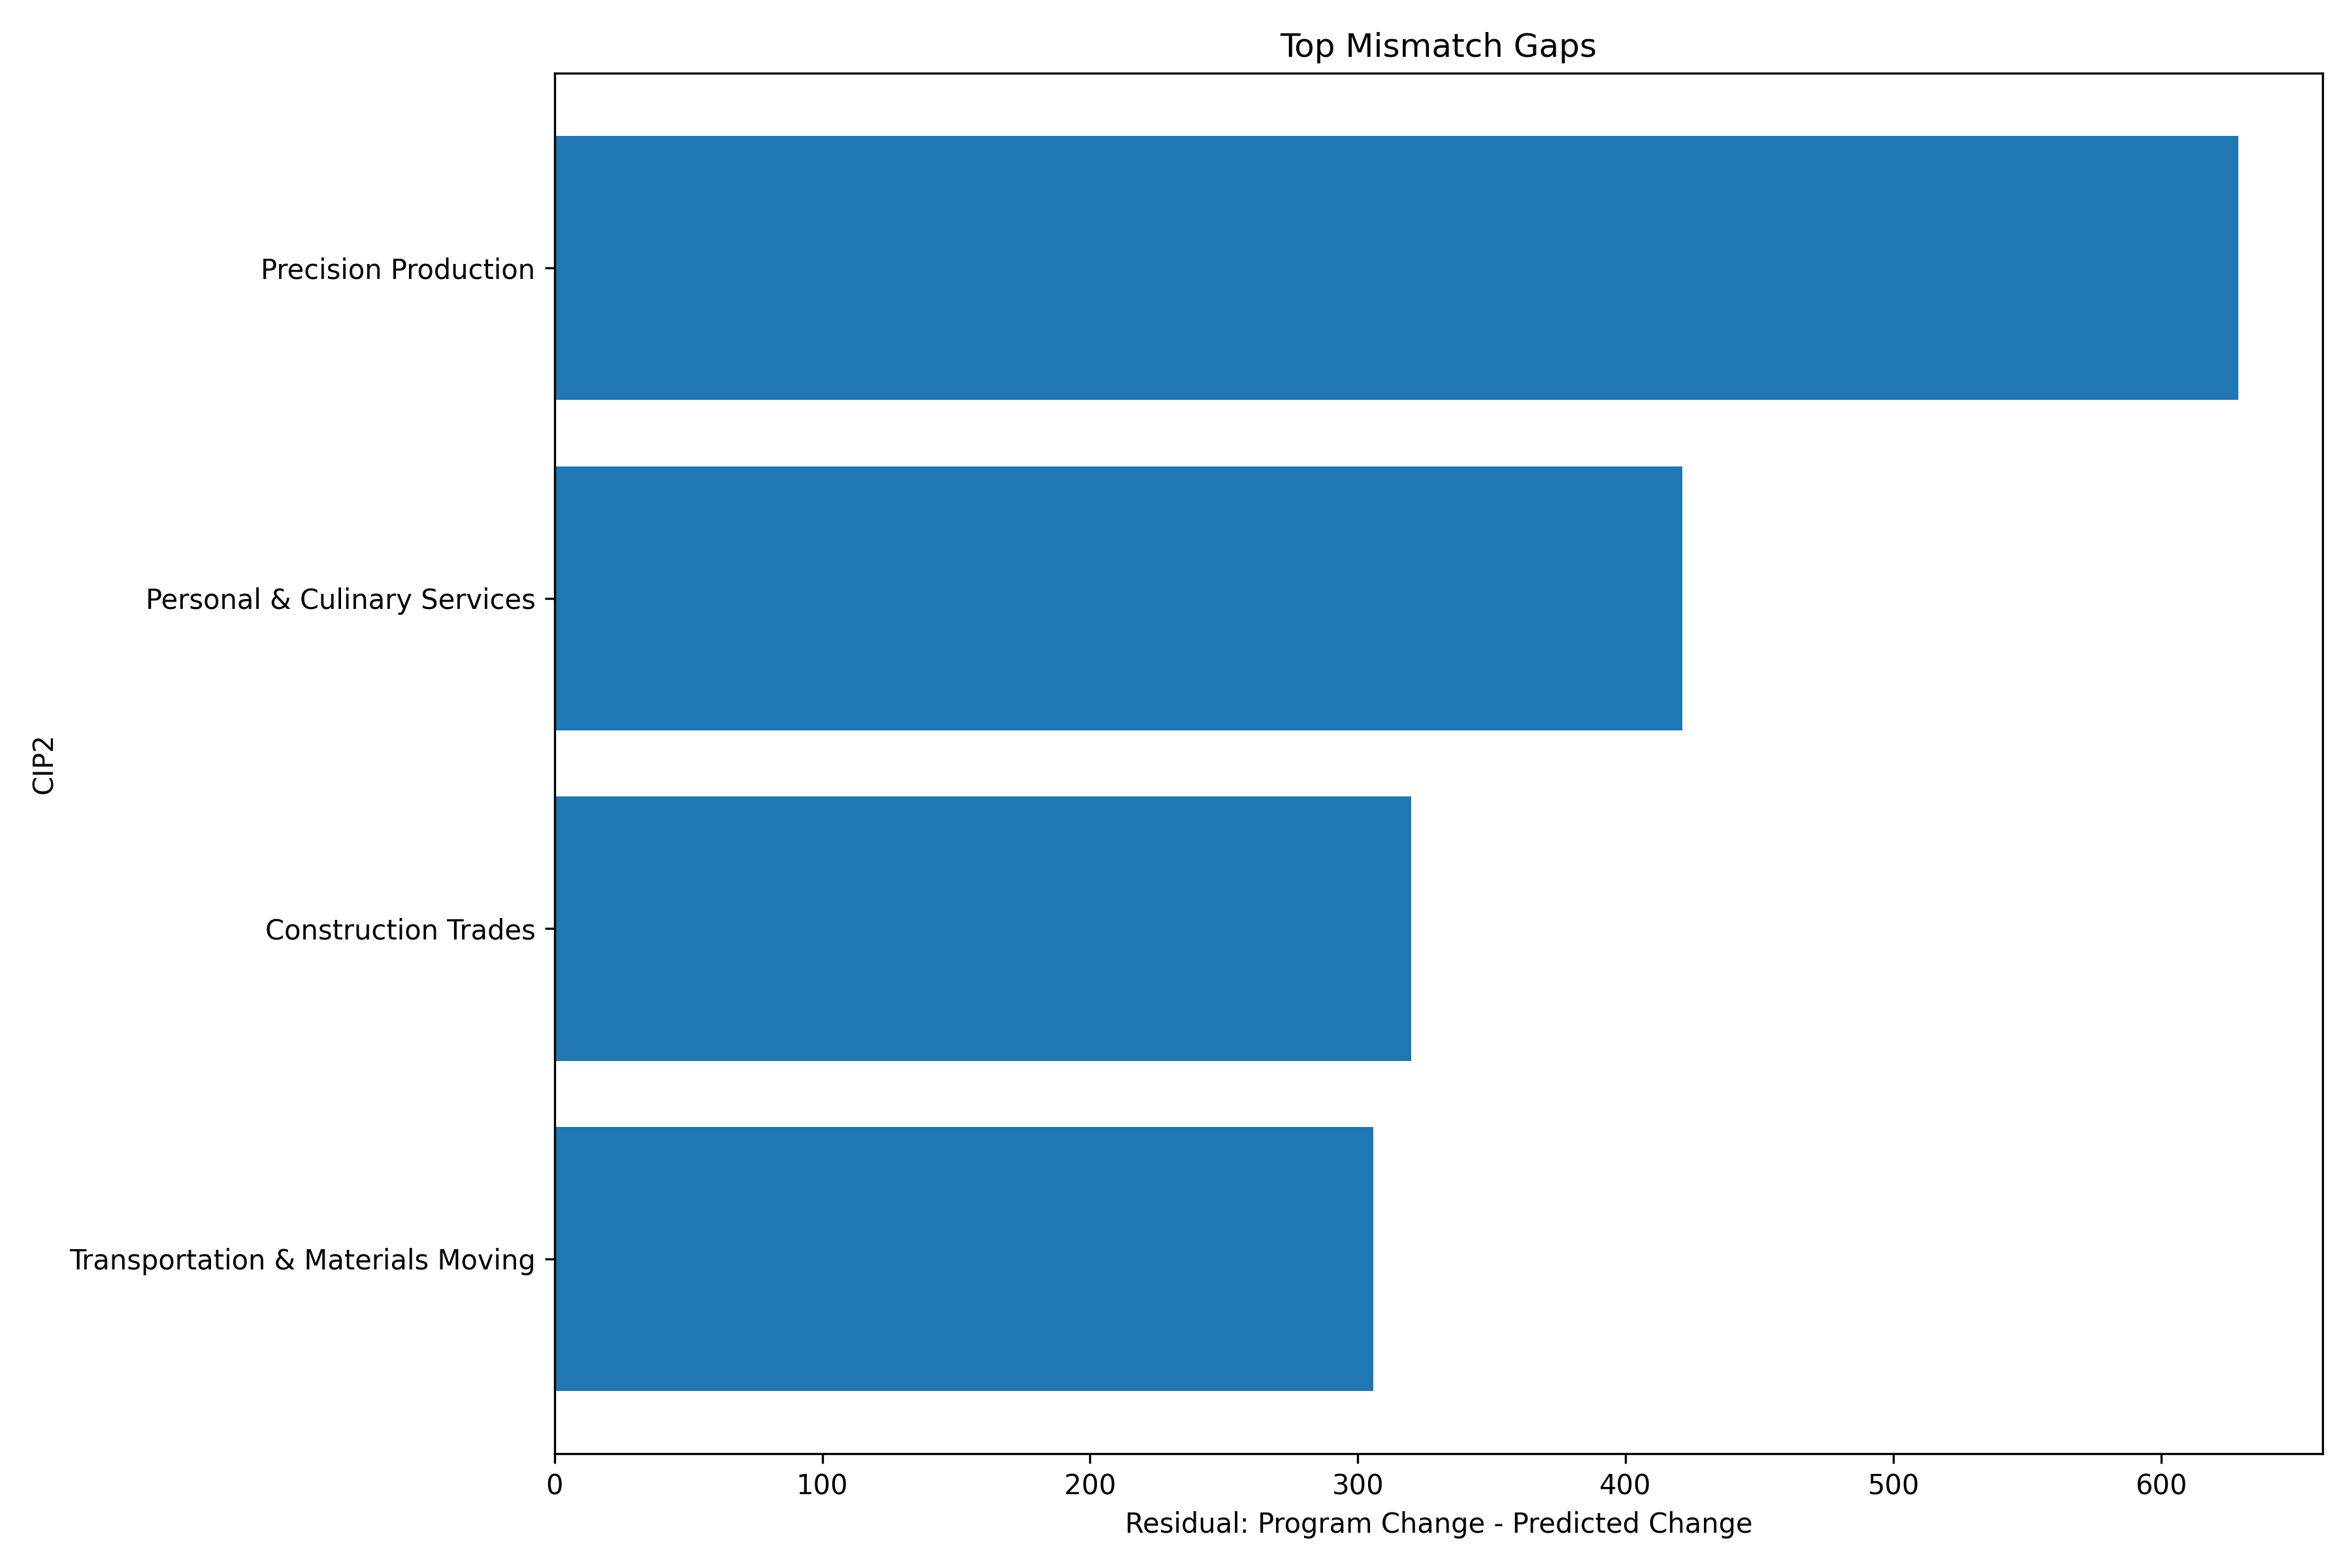 Top Mismatch Gaps
Precision Production
Personal & Culinary Services
Construction Trades
Transportation & Materials Moving
CIP2
0 100 200 300 400 500 600
Residual: Program Change - Predicted Change